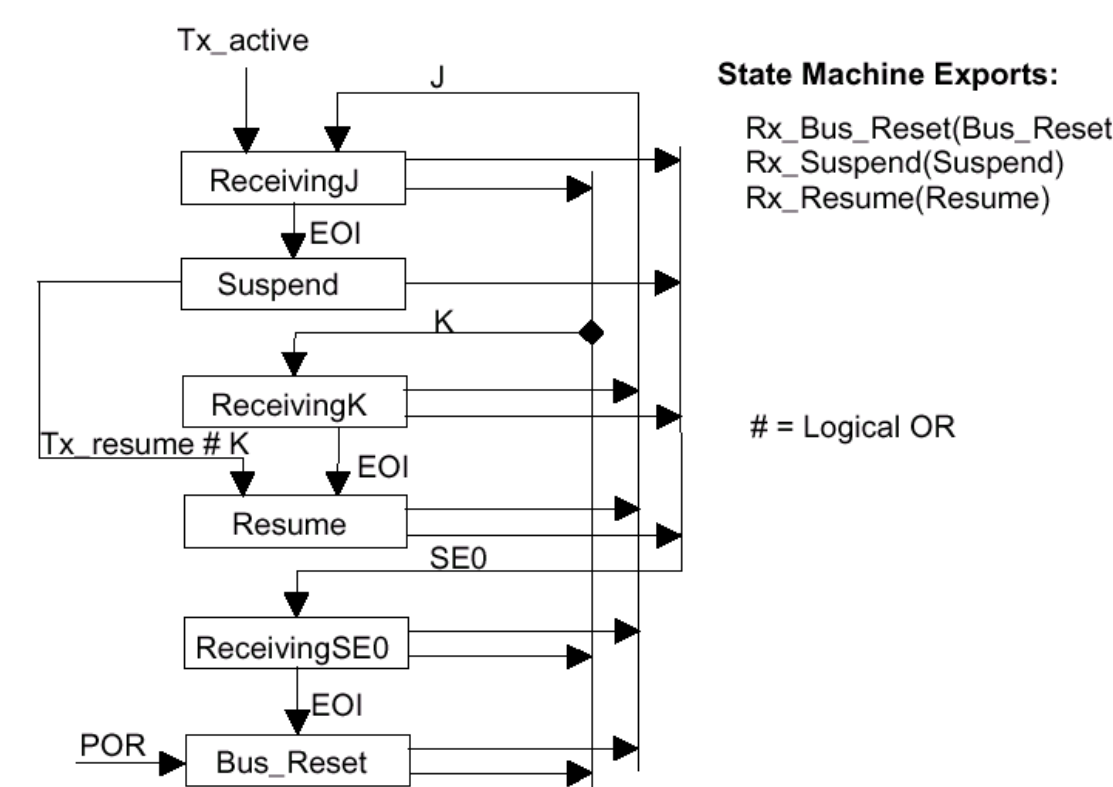 Tx_active
J
State Machine Exports:
Rx_Bus_Reset(Bus_Reset
Rx_Suspend(Suspend)
Rx_Resume(Resume)
ReceivingJ
EOI
Suspend
K
ReceivingK
# = Logical OR
Tx_resume # K
EOI
Resume
SE0
ReceivingSE0
EOI
POR
Bus_Reset